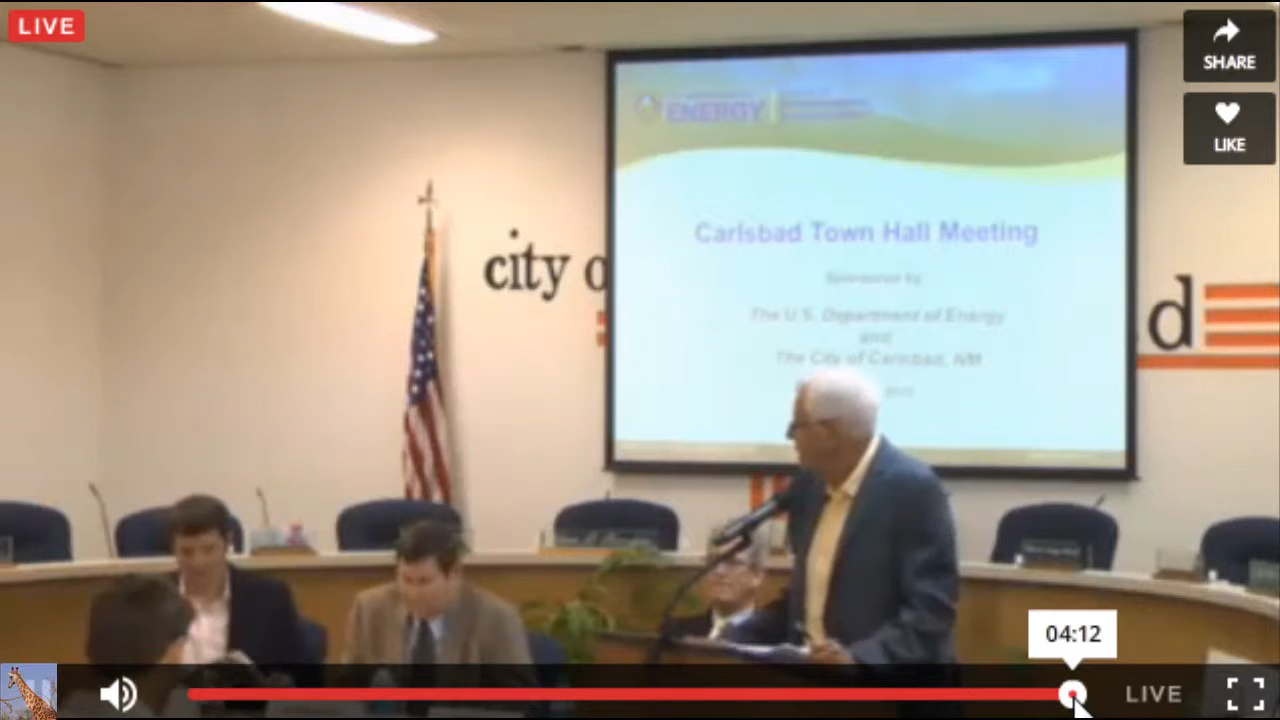 LIVE
SHARE
LIKE
ENERGY
Carlsbad Town Hall Meeting
Sponsored by
The U.S. Department of Energy
and
The City of Carlsbad, NM
city o
d
04:12
LIVE